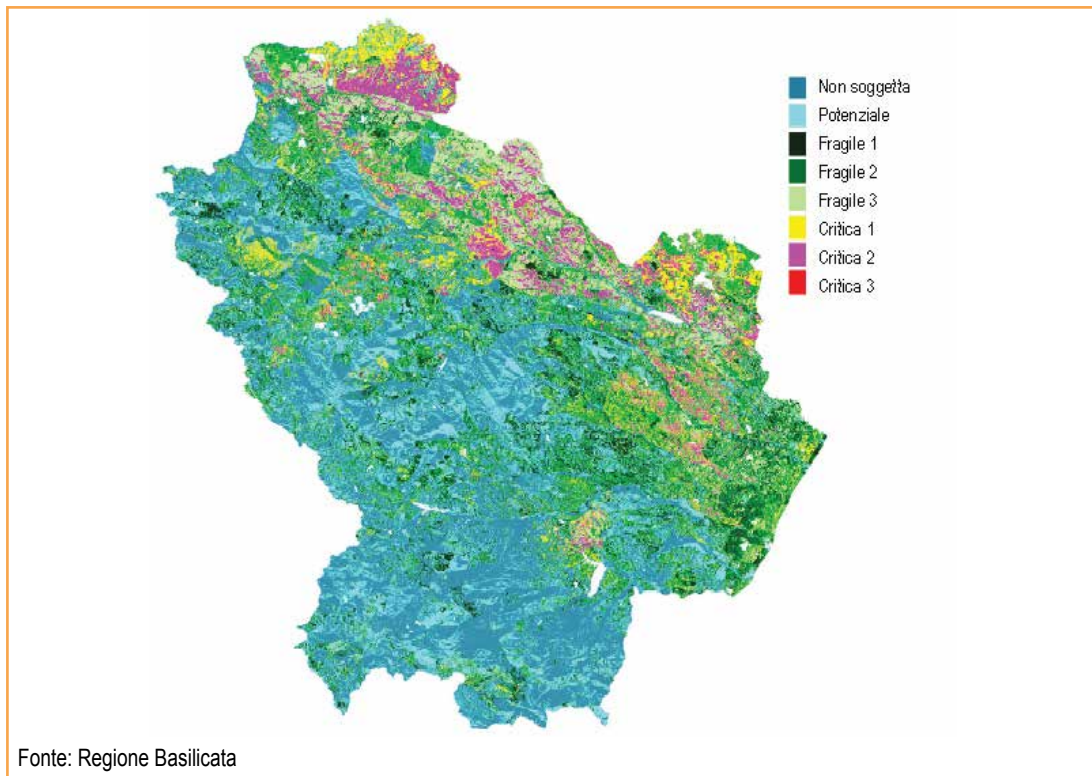 Non soggetta
Potenziale
Fragile 1
Fragile 2
Fragile 3
Critica 1
Critica 2
Critica 3
Fonte: Regione Basilicata